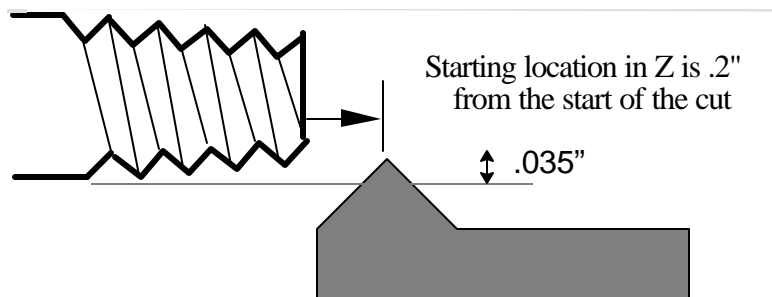 Starting location in Z is .2"
from the start of the cut
.035”